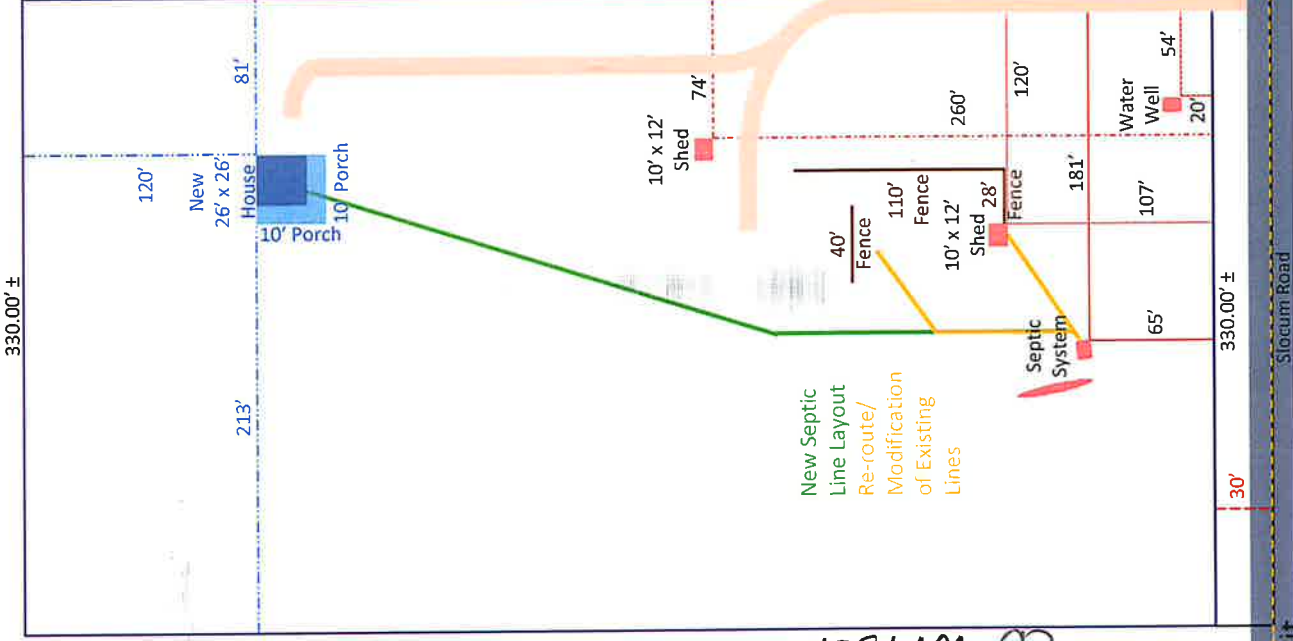 330.00' ±
120'
81'
213'
New
26' x 26'
House
10' Porch
10' Porch
10' x 12'
Shed
74'
40'
Fence
110'
Fence
10' x 12'
Shed
28'
Fence
260'
120'
181'
Water
Well
54'
20'
107'
65'
Septic
System
New Septic
Line Layout
Re-route/
Modification
of Existing
Lines
30'
330.00' ±
Slocum Road